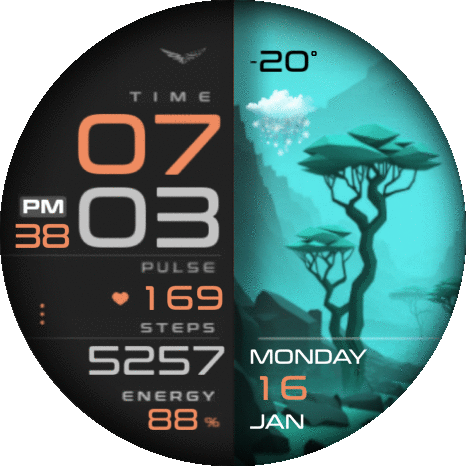 TIME
07
PM
03
38
PULSE
169
STEPS
5257
ENERGY
88 %
-20°
MONDAY
16
JAN